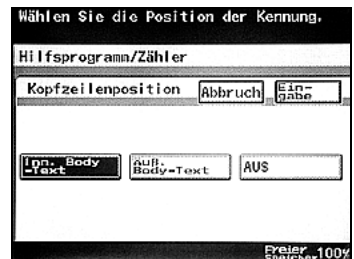 Wählen Sie die Position der Kennung.
Hilfsprogramm/Zähler
Kopfzeilenposition
Abbruch
Ein-
gabe
Inn. Body
-Text
Auß.
Body-Text
AUS
Freier
Speicher 100%